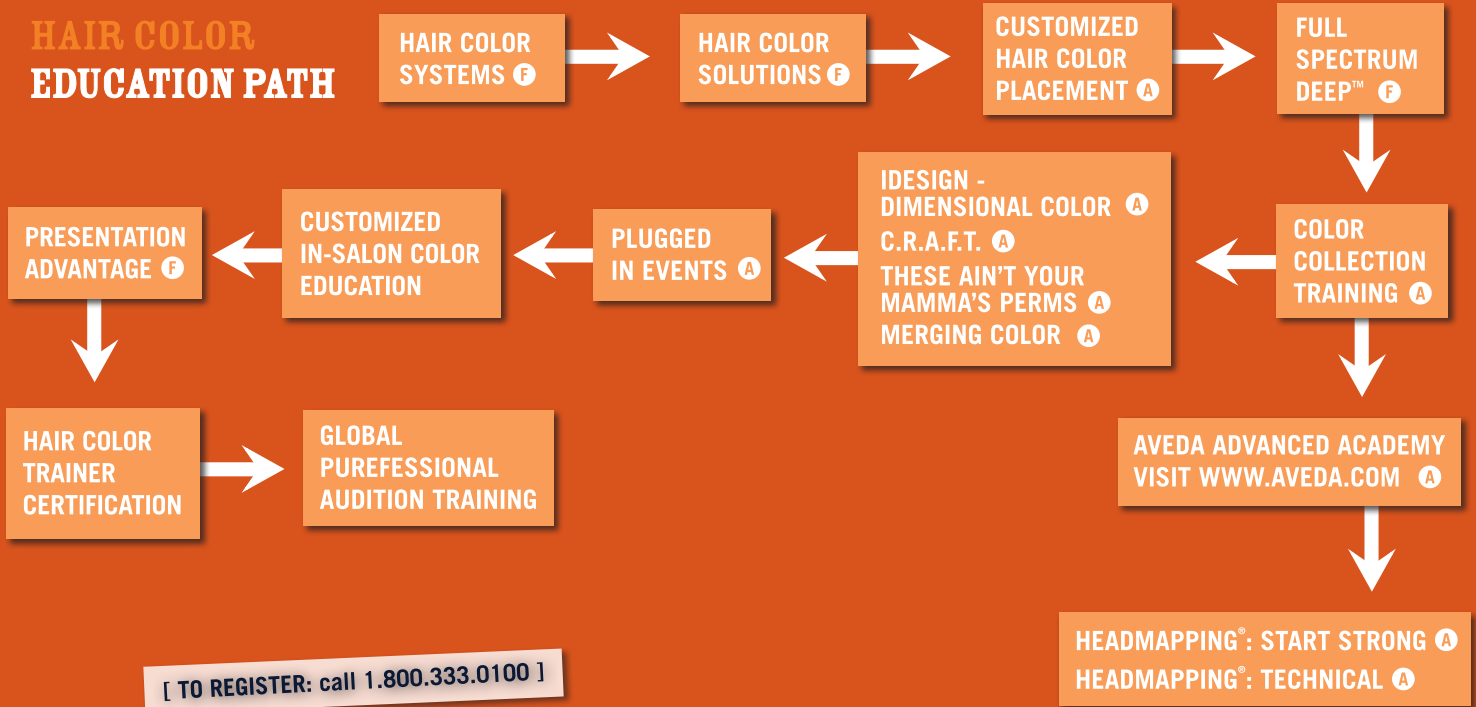 HAIR COLOR
EDUCATION PATH
HAIR COLOR
SYSTEMS F
HAIR COLOR
SOLUTIONS F
CUSTOMIZED
HAIR COLOR
PLACEMENT A
FULL
SPECTRUM
DEEP™ F
COLOR
COLLECTION
TRAINING A
IDESIGN -
DIMENSIONAL COLOR A
C.R.A.F.T. A
THESE AIN'T YOUR
MAMMA'S PERMS A
MERGING COLOR A
PLUGGED
IN EVENTS A
CUSTOMIZED
IN-SALON COLOR
EDUCATION
PRESENTATION
ADVANTAGE F
HAIR COLOR
TRAINER
CERTIFICATION
GLOBAL
PUREFESSIONAL
AUDITION TRAINING
AVEDA ADVANCED ACADEMY
VISIT WWW.AVEDA.COM A
HEADMAPPING®: START STRONG A
HEADMAPPING®: TECHNICAL A
[ TO REGISTER: call 1.800.333.0100 ]